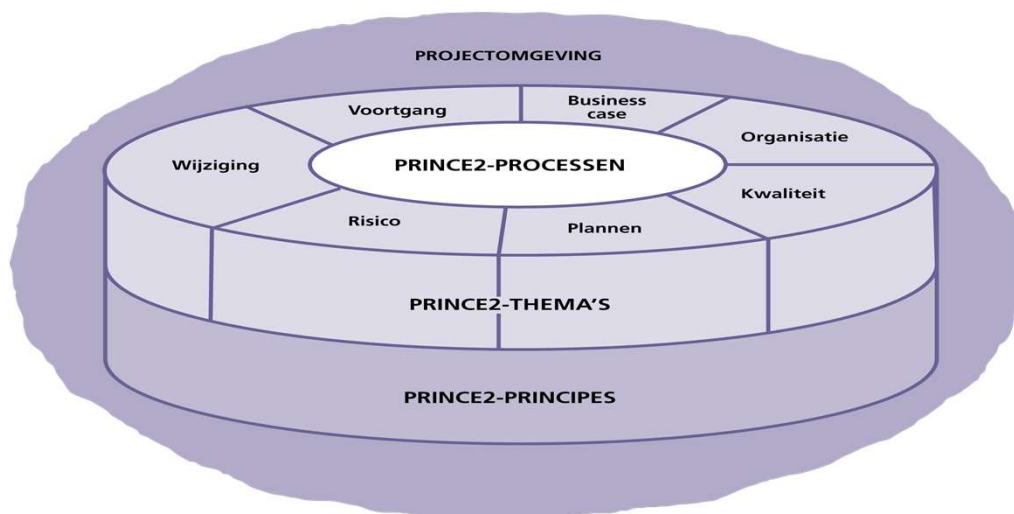 PROJECTOMGEVING
Voortgang
Business
case
Organisatie
Wijziging
PRINCE2-PROCESSEN
Kwaliteit
Risico
Plannen
PRINCE2-THEMA'S
PRINCE2-PRINCIPES